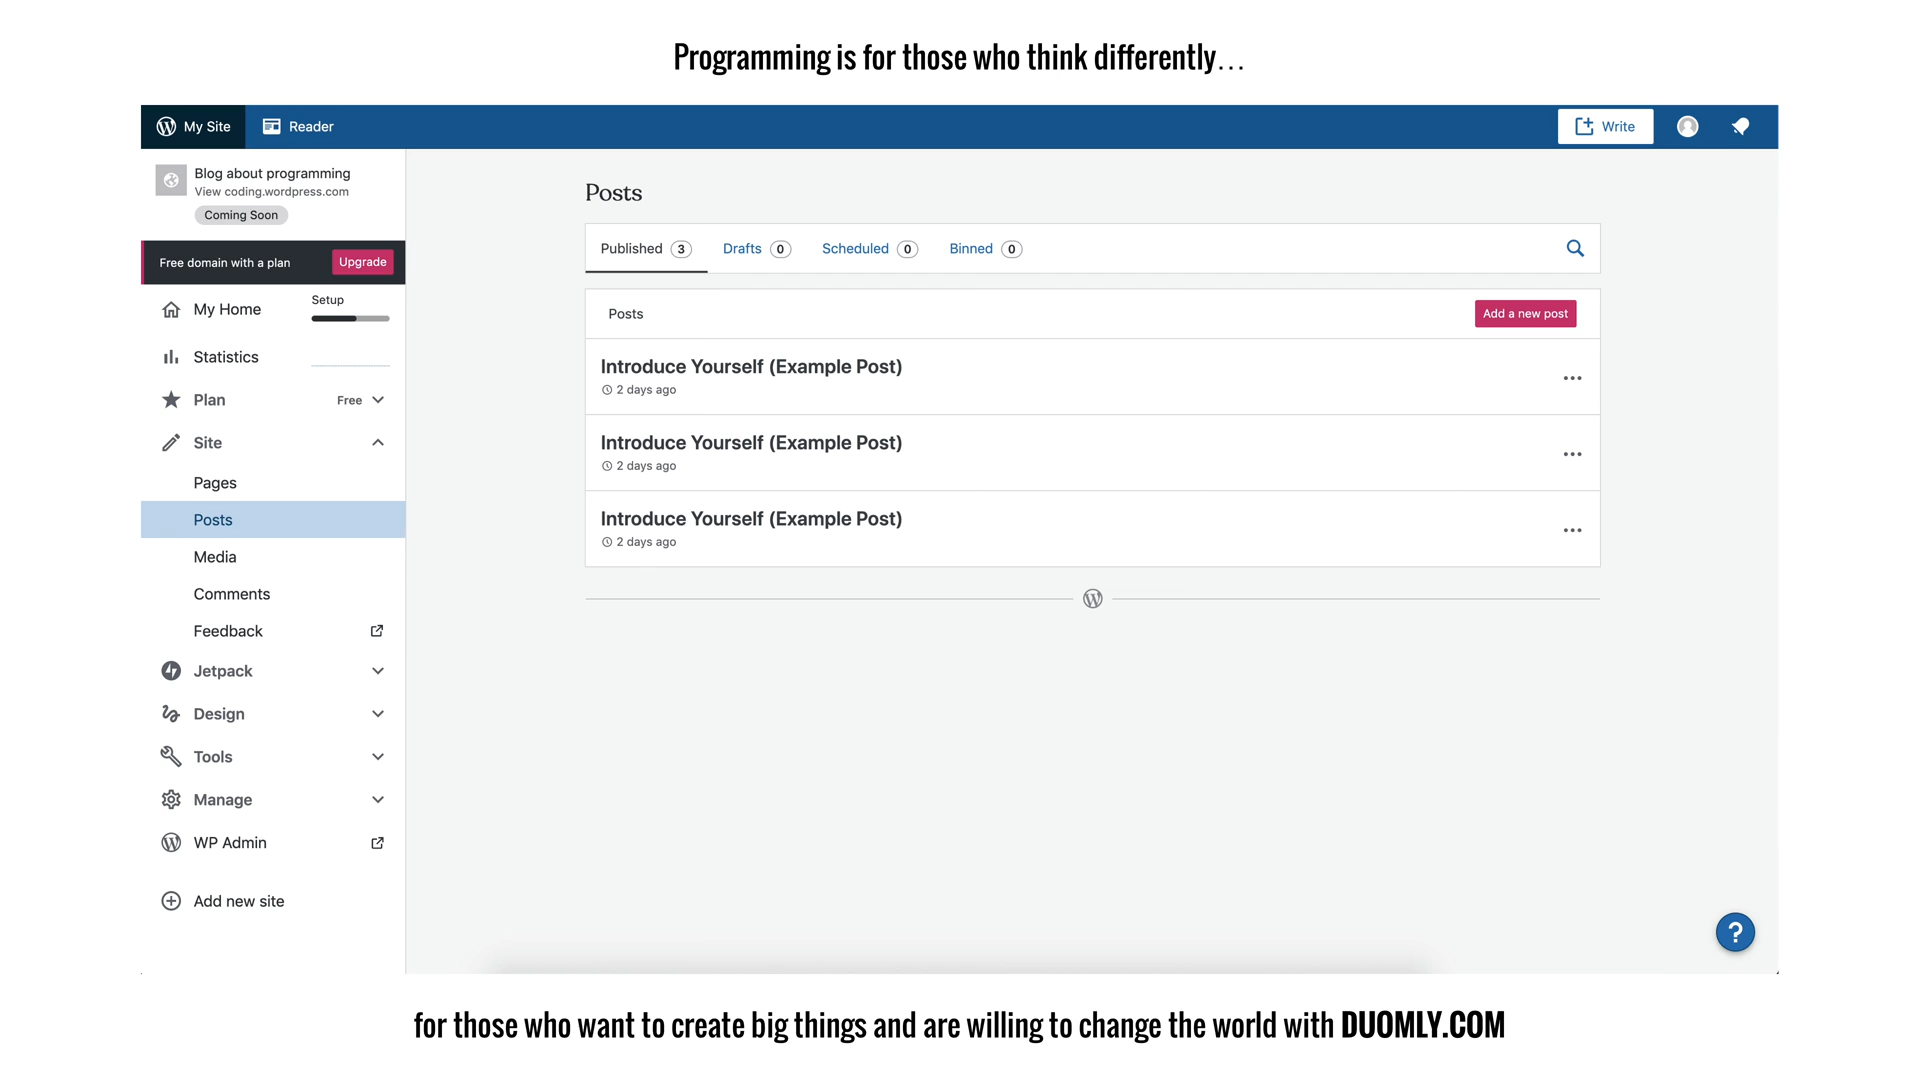 Programming is for those who think differently...
My Site
Reader
Write
Blog about programming
View coding.wordpress.com
Coming Soon
Free domain with a plan
Upgrade
My Home
Setup
Statistics
Plan
Free
Site
Pages
Posts
Media
Comments
Feedback
Jetpack
Design
Tools
Manage
WP Admin
Add new site
Posts
Published 3
Drafts 0
Scheduled 0
Binned 0
Posts
Add a new post
Introduce Yourself (Example Post)
2 days ago
Introduce Yourself (Example Post)
2 days ago
Introduce Yourself (Example Post)
2 days ago
?
for those who want to create big things and are willing to change the world with DUOMLY.COM